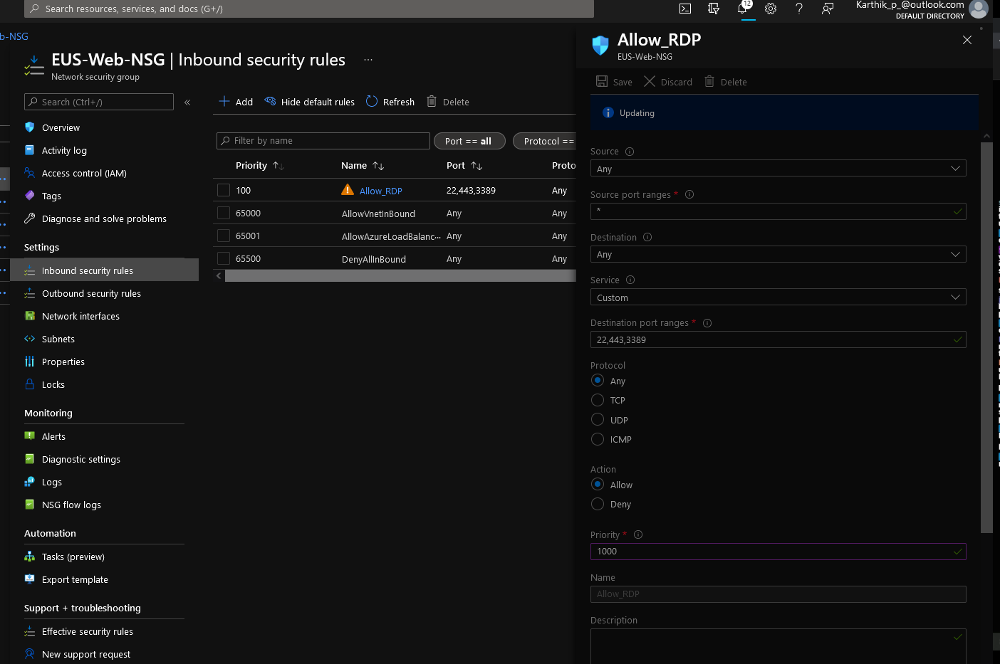 Search resources, services, and docs (G+/)
12
Karthik_p_@outlook.com
DEFAULT DIRECTORY
b-NSG
EUS-Web-NSG | Inbound security rules ...
Network security group
Search (Ctrl+/)
«
Overview
Activity log
Access control (IAM)
Tags
Diagnose and solve problems
Settings
Inbound security rules
Outbound security rules
Network interfaces
Subnets
Properties
Locks
Monitoring
Alerts
Diagnostic settings
Logs
NSG flow logs
Automation
Tasks (preview)
Export template
Support + troubleshooting
Effective security rules
New support request
Add Hide default rules Refresh Delete
Filter by name Port == all Protocol ==
Priority ↑↓ Name ↑↓ Port ↑↓ Proto
100 Allow_RDP 22,443,3389 Any
65000 AllowVnetInBound Any Any
65001 AllowAzureLoadBalanc... Any Any
65500 DenyAllInBound Any Any
Allow_RDP
EUS-Web-NSG
Save Discard Delete
Updating
Source
Any
Source port ranges *
*
Destination
Any
Service
Custom
Destination port ranges *
22,443,3389
Protocol
Any
TCP
UDP
ICMP
Action
Allow
Deny
Priority *
1000
Name
Allow_RDP
Description